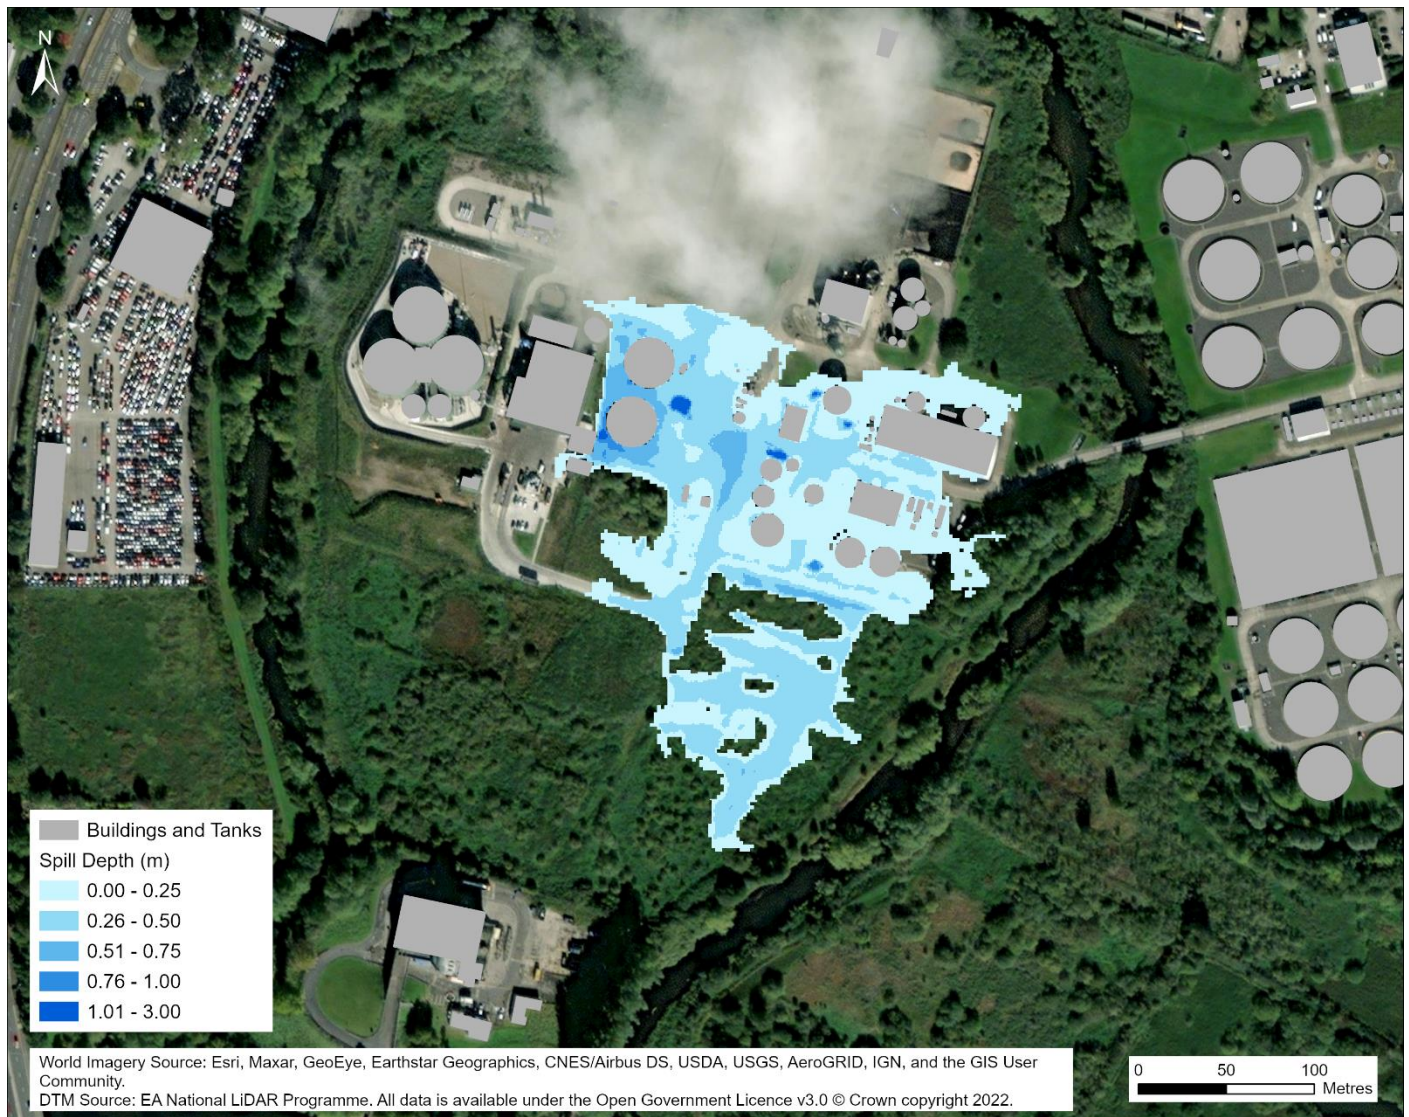 N
Buildings and Tanks
Spill Depth (m)
0.00 - 0.25
0.26 - 0.50
0.51 - 0.75
0.76 - 1.00
1.01 - 3.00
World Imagery Source: Esri, Maxar, GeoEye, Earthstar Geographics, CNES/Airbus DS, USDA, USGS, AeroGRID, IGN, and the GIS User
Community.
DTM Source: EA National LiDAR Programme. All data is available under the Open Government Licence v3.0 © Crown copyright 2022.
0 50 100
Metres